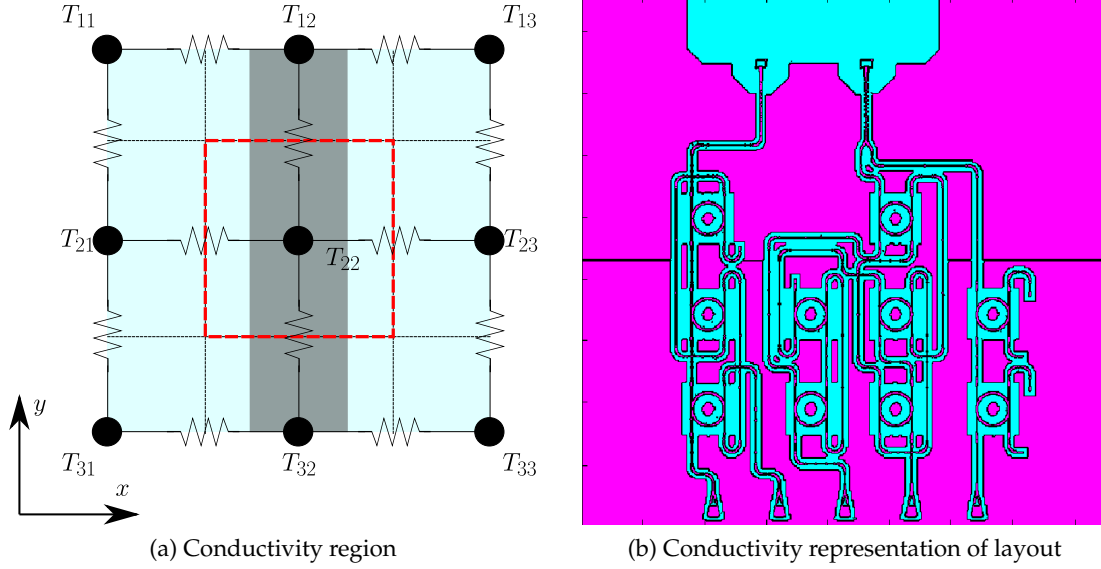 T₁₁ T₁₂ T₁₃
T₂₁ T₂₂ T₂₃
T₃₁ T₃₂ T₃₃
y
x
(a) Conductivity region
(b) Conductivity representation of layout